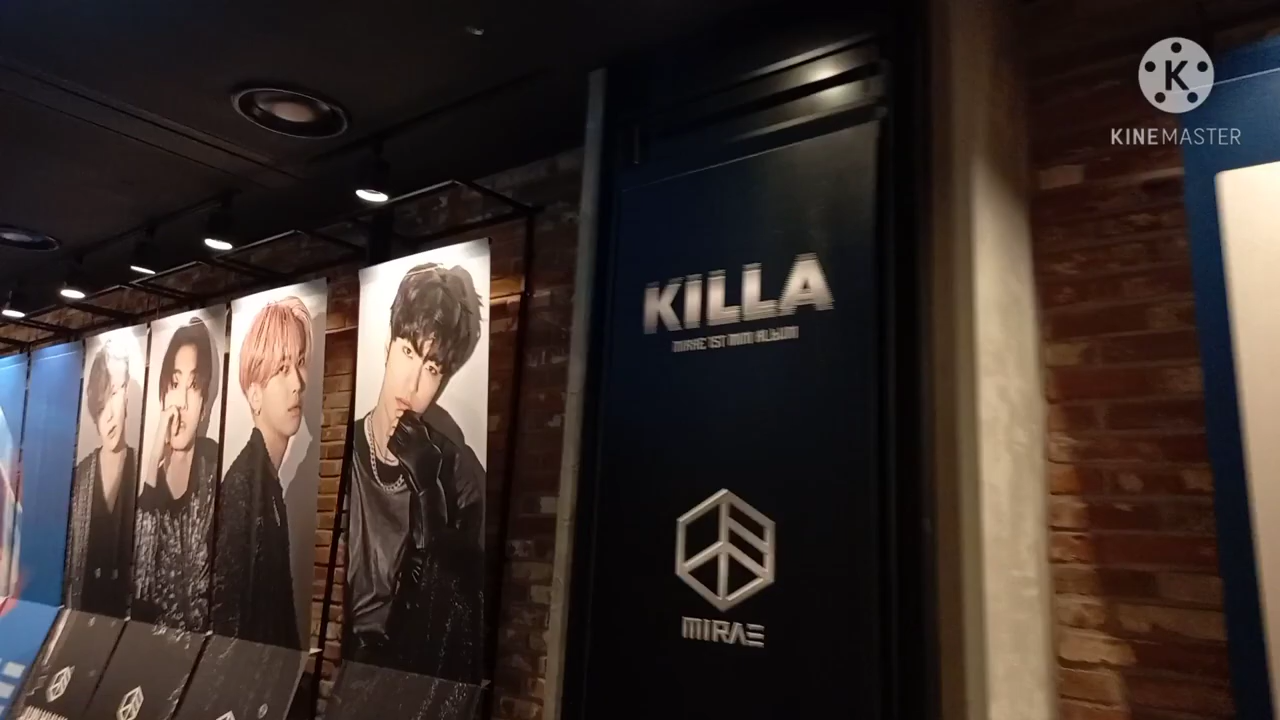 K
KINEMASTER
KILLA
MIRAE 1ST MINI ALBUM
MIRAE